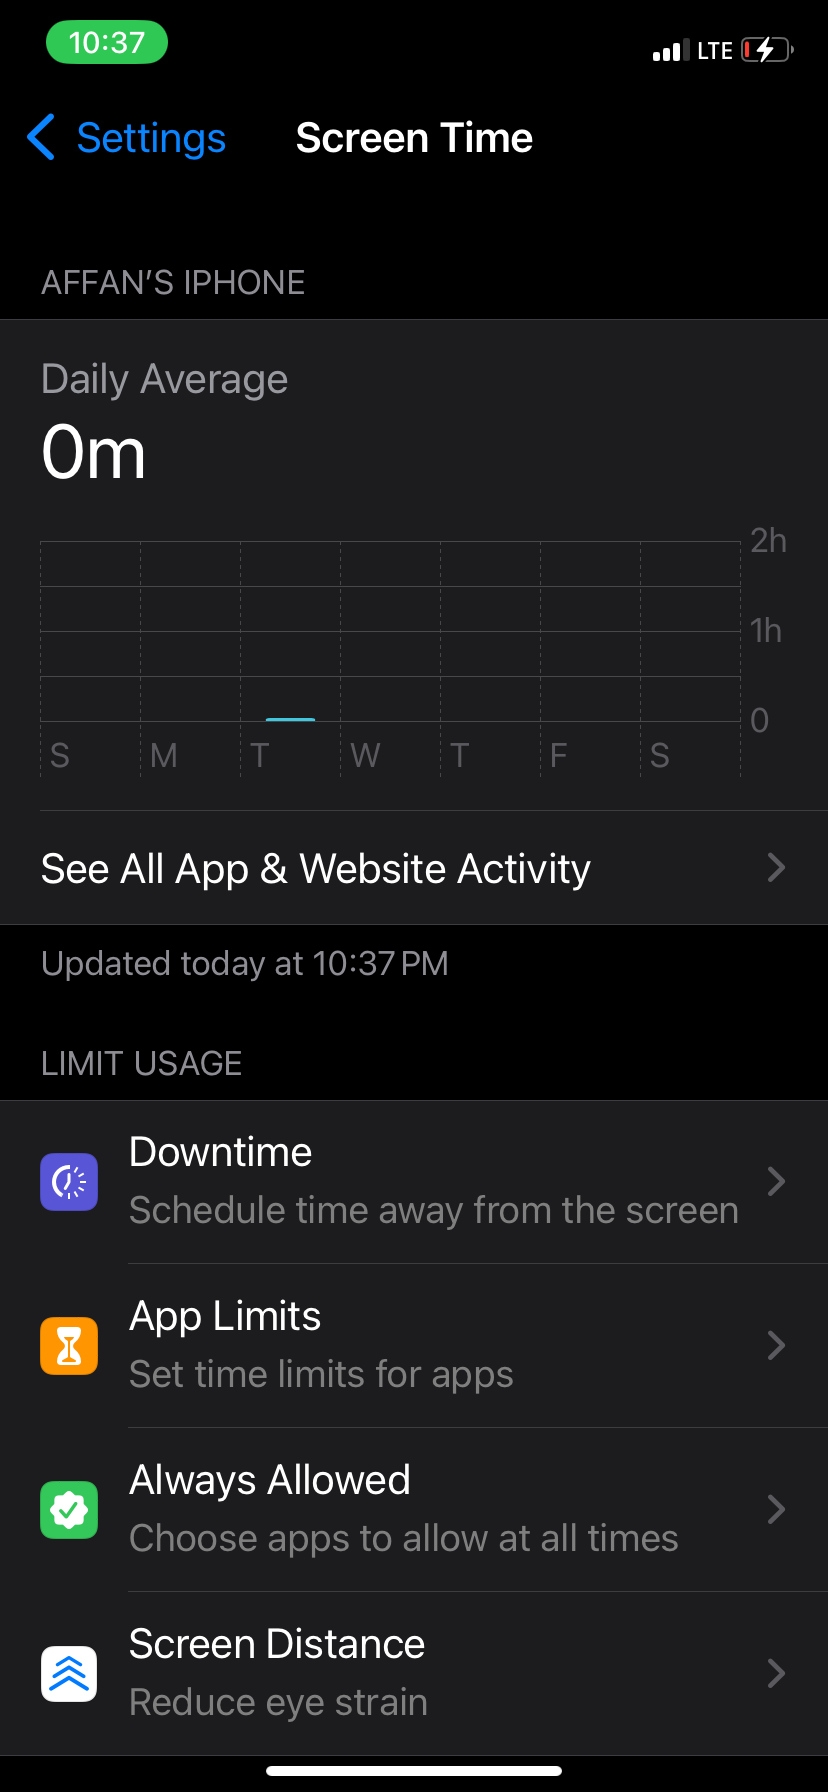 10:37
LTE
Settings
Screen Time
AFFAN'S IPHONE
Daily Average
0m
2h
1h
0
S M T W T F S
See All App & Website Activity
Updated today at 10:37 PM
LIMIT USAGE
Downtime
Schedule time away from the screen
App Limits
Set time limits for apps
Always Allowed
Choose apps to allow at all times
Screen Distance
Reduce eye strain